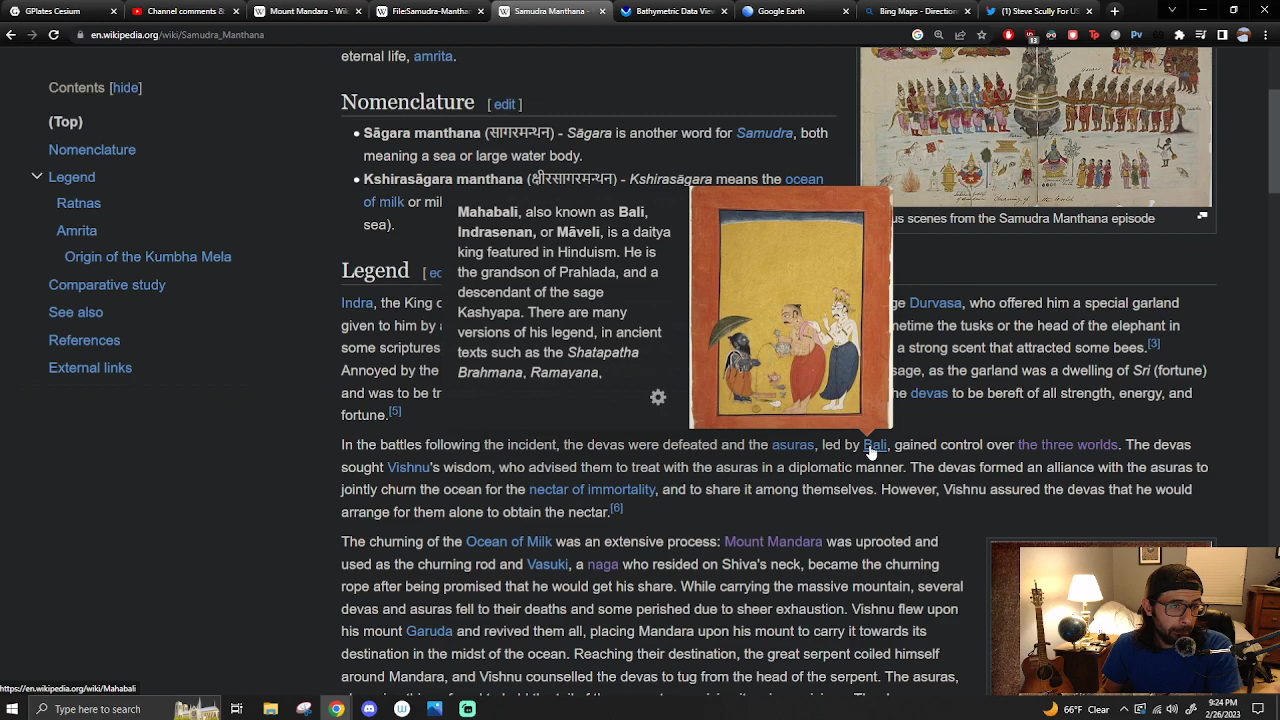 GPlates Cesium
Channel comments &
Mount Mandara - Wiki
FileSamudra-Manthan
Samudra Manthana -
Bathymetric Data View
Google Earth
Bing Maps - Direction
(1) Steve Scully For US
en.wikipedia.org/wiki/Samudra_Manthana
13
Tp
Pv
69
Contents [hide]
(Top)
Nomenclature
Legend
Ratnas
Amrita
Origin of the Kumbha Mela
Comparative study
See also
References
External links
eternal life, amrita.
Nomenclature [ edit ]
• Sāgara manthana (सागरमन्थन) - Sāgara is another word for Samudra, both
meaning a sea or large water body.
• Kshirasāgara manthana (क्षीरसागरमन्थन) - Kshirasāgara means the ocean
of milk or mil
sea).
us scenes from the Samudra Manthana episode
Mahabali, also known as Bali,
Indrasenan, or Māveli, is a daitya
king featured in Hinduism. He is
the grandson of Prahlada, and a
descendant of the sage
Kashyapa. There are many
versions of his legend, in ancient
texts such as the Shatapatha
Brahmana, Ramayana,
Legend [ ed
Indra, the King o
ge Durvasa, who offered him a special garland
given to him by a
metime the tusks or the head of the elephant in
some scriptures
a strong scent that attracted some bees.[3]
Annoyed by the
sage, as the garland was a dwelling of Sri (fortune)
and was to be tr
he devas to be bereft of all strength, energy, and
fortune.[5]
In the battles following the incident, the devas were defeated and the asuras, led by Bali, gained control over the three worlds. The devas
sought Vishnu's wisdom, who advised them to treat with the asuras in a diplomatic manner. The devas formed an alliance with the asuras to
jointly churn the ocean for the nectar of immortality, and to share it among themselves. However, Vishnu assured the devas that he would
arrange for them alone to obtain the nectar.[6]
The churning of the Ocean of Milk was an extensive process: Mount Mandara was uprooted and
used as the churning rod and Vasuki, a naga who resided on Shiva's neck, became the churning
rope after being promised that he would get his share. While carrying the massive mountain, several
devas and asuras fell to their deaths and some perished due to sheer exhaustion. Vishnu flew upon
his mount Garuda and revived them all, placing Mandara upon his mount to carry it towards its
destination in the midst of the ocean. Reaching their destination, the great serpent coiled himself
around Mandara, and Vishnu counselled the devas to tug from the head of the serpent. The asuras,
https://en.wikipedia.org/wiki/Mahabali
Type here to search
66°F Clear
9:24 PM
2/26/2023